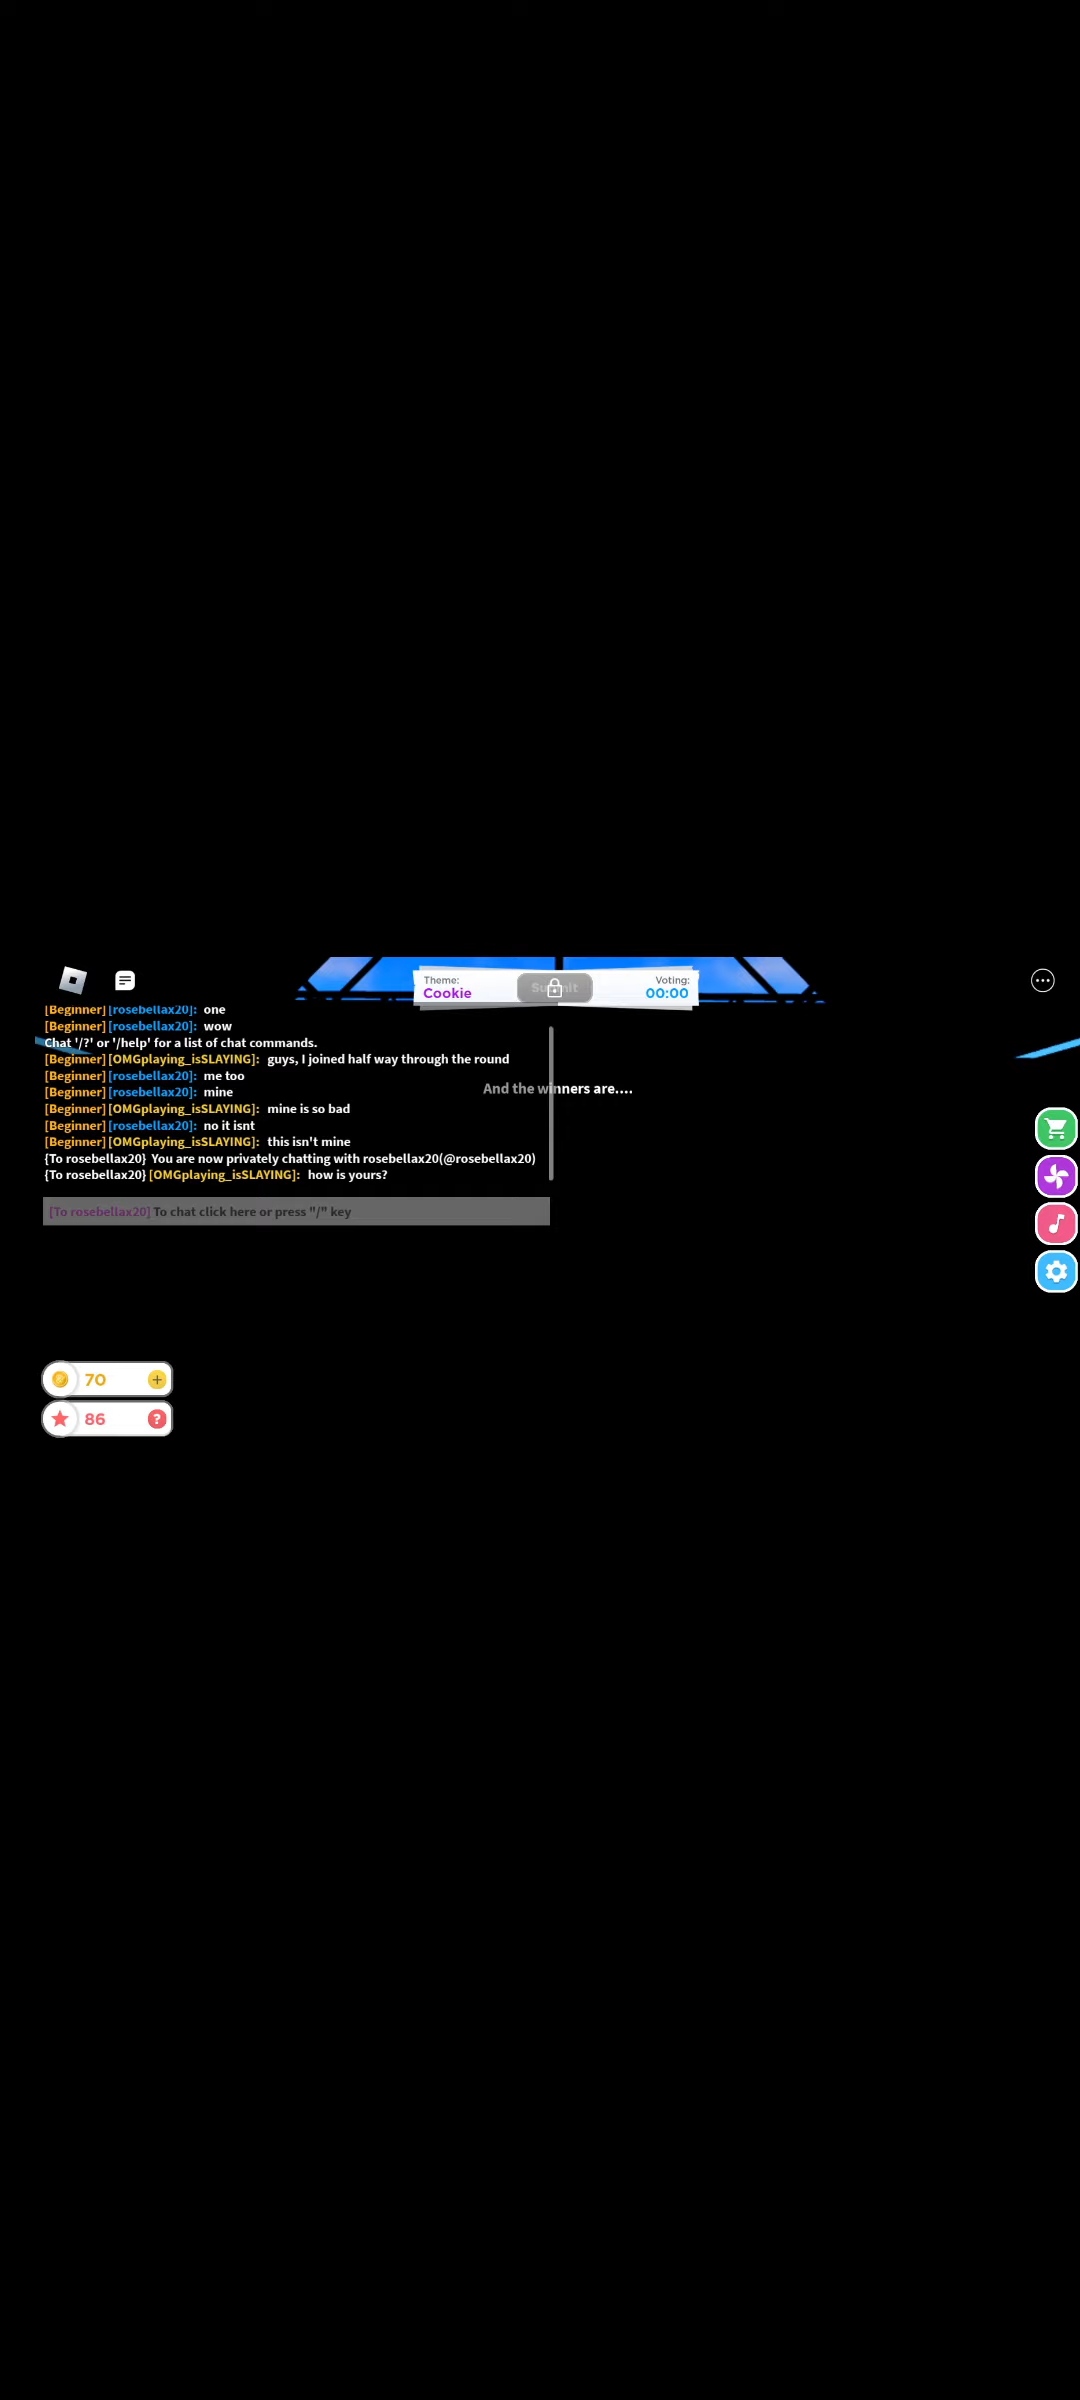 Theme:
Cookie
Submit
Voting:
00:00
[Beginner] [rosebellax20]: one
[Beginner] [rosebellax20]: wow
Chat '/?' or '/help' for a list of chat commands.
[Beginner] [OMGplaying_isSLAYING]: guys, I joined half way through the round
[Beginner] [rosebellax20]: me too
[Beginner] [rosebellax20]: mine
And the winners are....
[Beginner] [OMGplaying_isSLAYING]: mine is so bad
[Beginner] [rosebellax20]: no it isnt
[Beginner] [OMGplaying_isSLAYING]: this isn't mine
{To rosebellax20} You are now privately chatting with rosebellax20(@rosebellax20)
{To rosebellax20} [OMGplaying_isSLAYING]: how is yours?
[To rosebellax20] To chat click here or press "/" key
70 +
86 ?